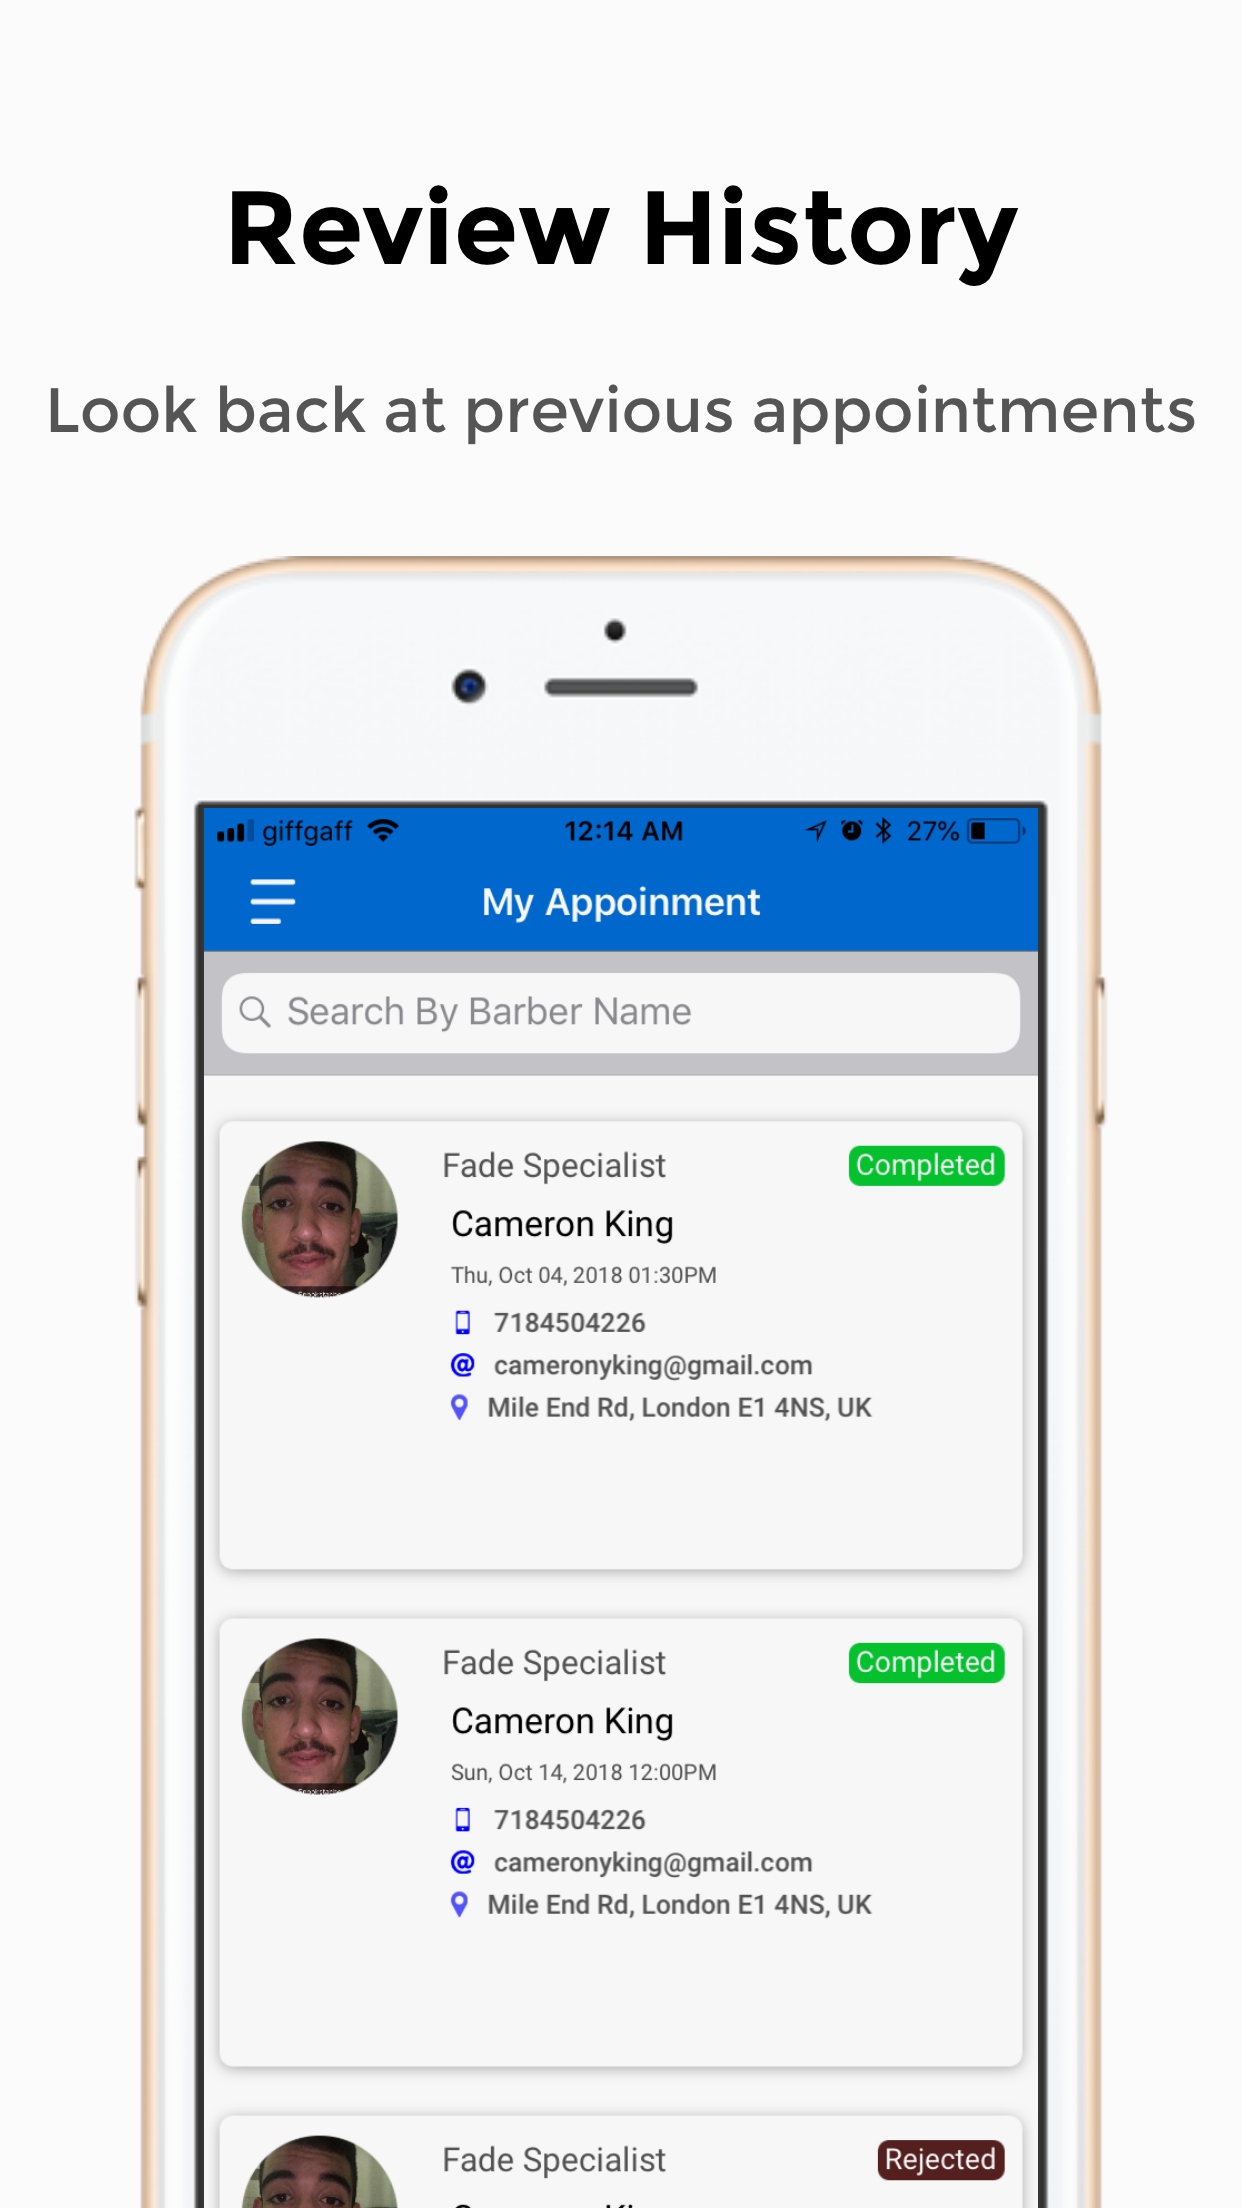 Review History
Look back at previous appointments
giffgaff 12:14 AM 27%
My Appoinment
Search By Barber Name
Fade Specialist Completed
Cameron King
Thu, Oct 04, 2018 01:30PM
7184504226
@ cameronyking@gmail.com
Mile End Rd, London E1 4NS, UK
Fade Specialist Completed
Cameron King
Sun, Oct 14, 2018 12:00PM
7184504226
@ cameronyking@gmail.com
Mile End Rd, London E1 4NS, UK
Fade Specialist Rejected